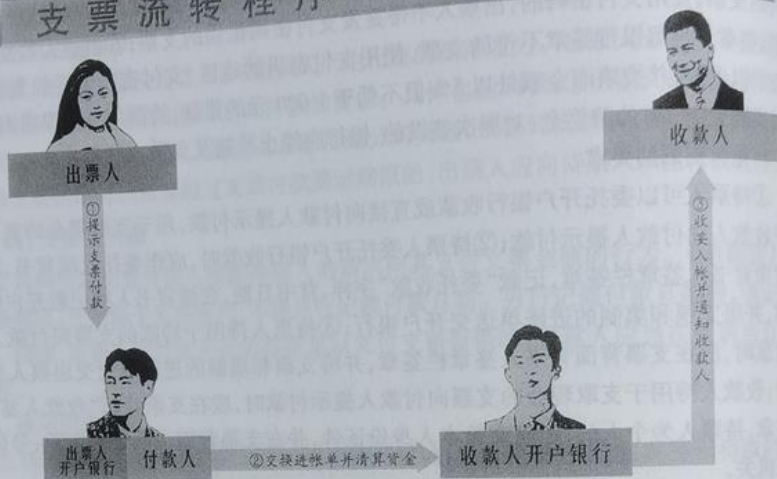 支票流转程序
收款人
出票人
①提示支票付款
③收妥入帐并通知收款人
出票人
开户银行
付款人
②交换进帐单并清算资金
收款人开户银行